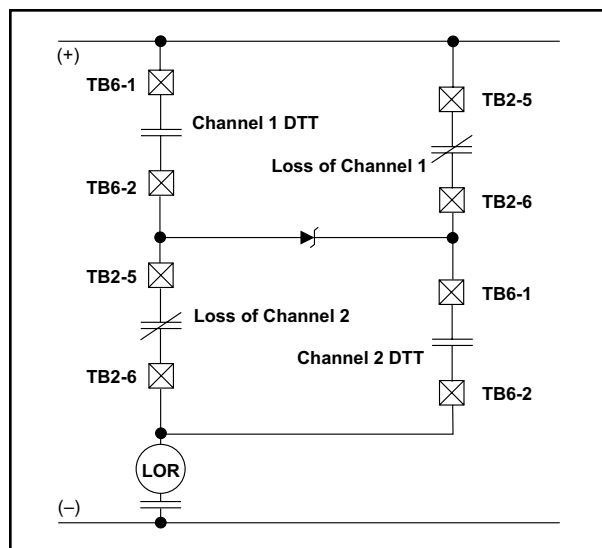 (+)
TB6-1
TB2-5
Channel 1 DTT
Loss of Channel 1
TB6-2
TB2-6
TB2-5
TB6-1
Loss of Channel 2
Channel 2 DTT
TB2-6
TB6-2
LOR
(–)